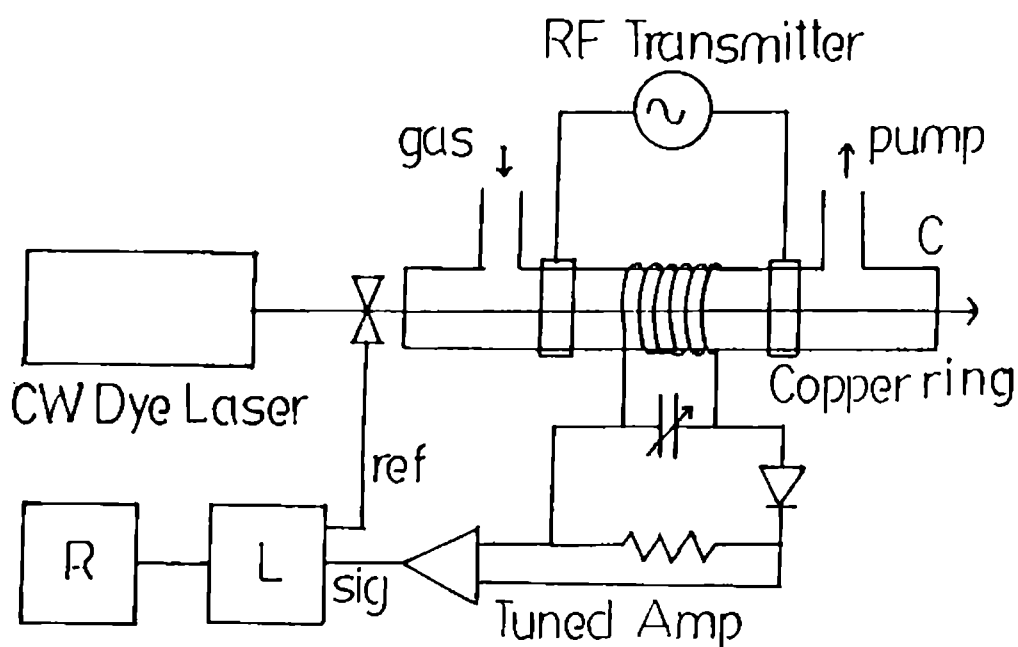 RF Transmitter
gas
pump
C
CW Dye Laser
Copper ring
ref
R
L
sig
Tuned Amp